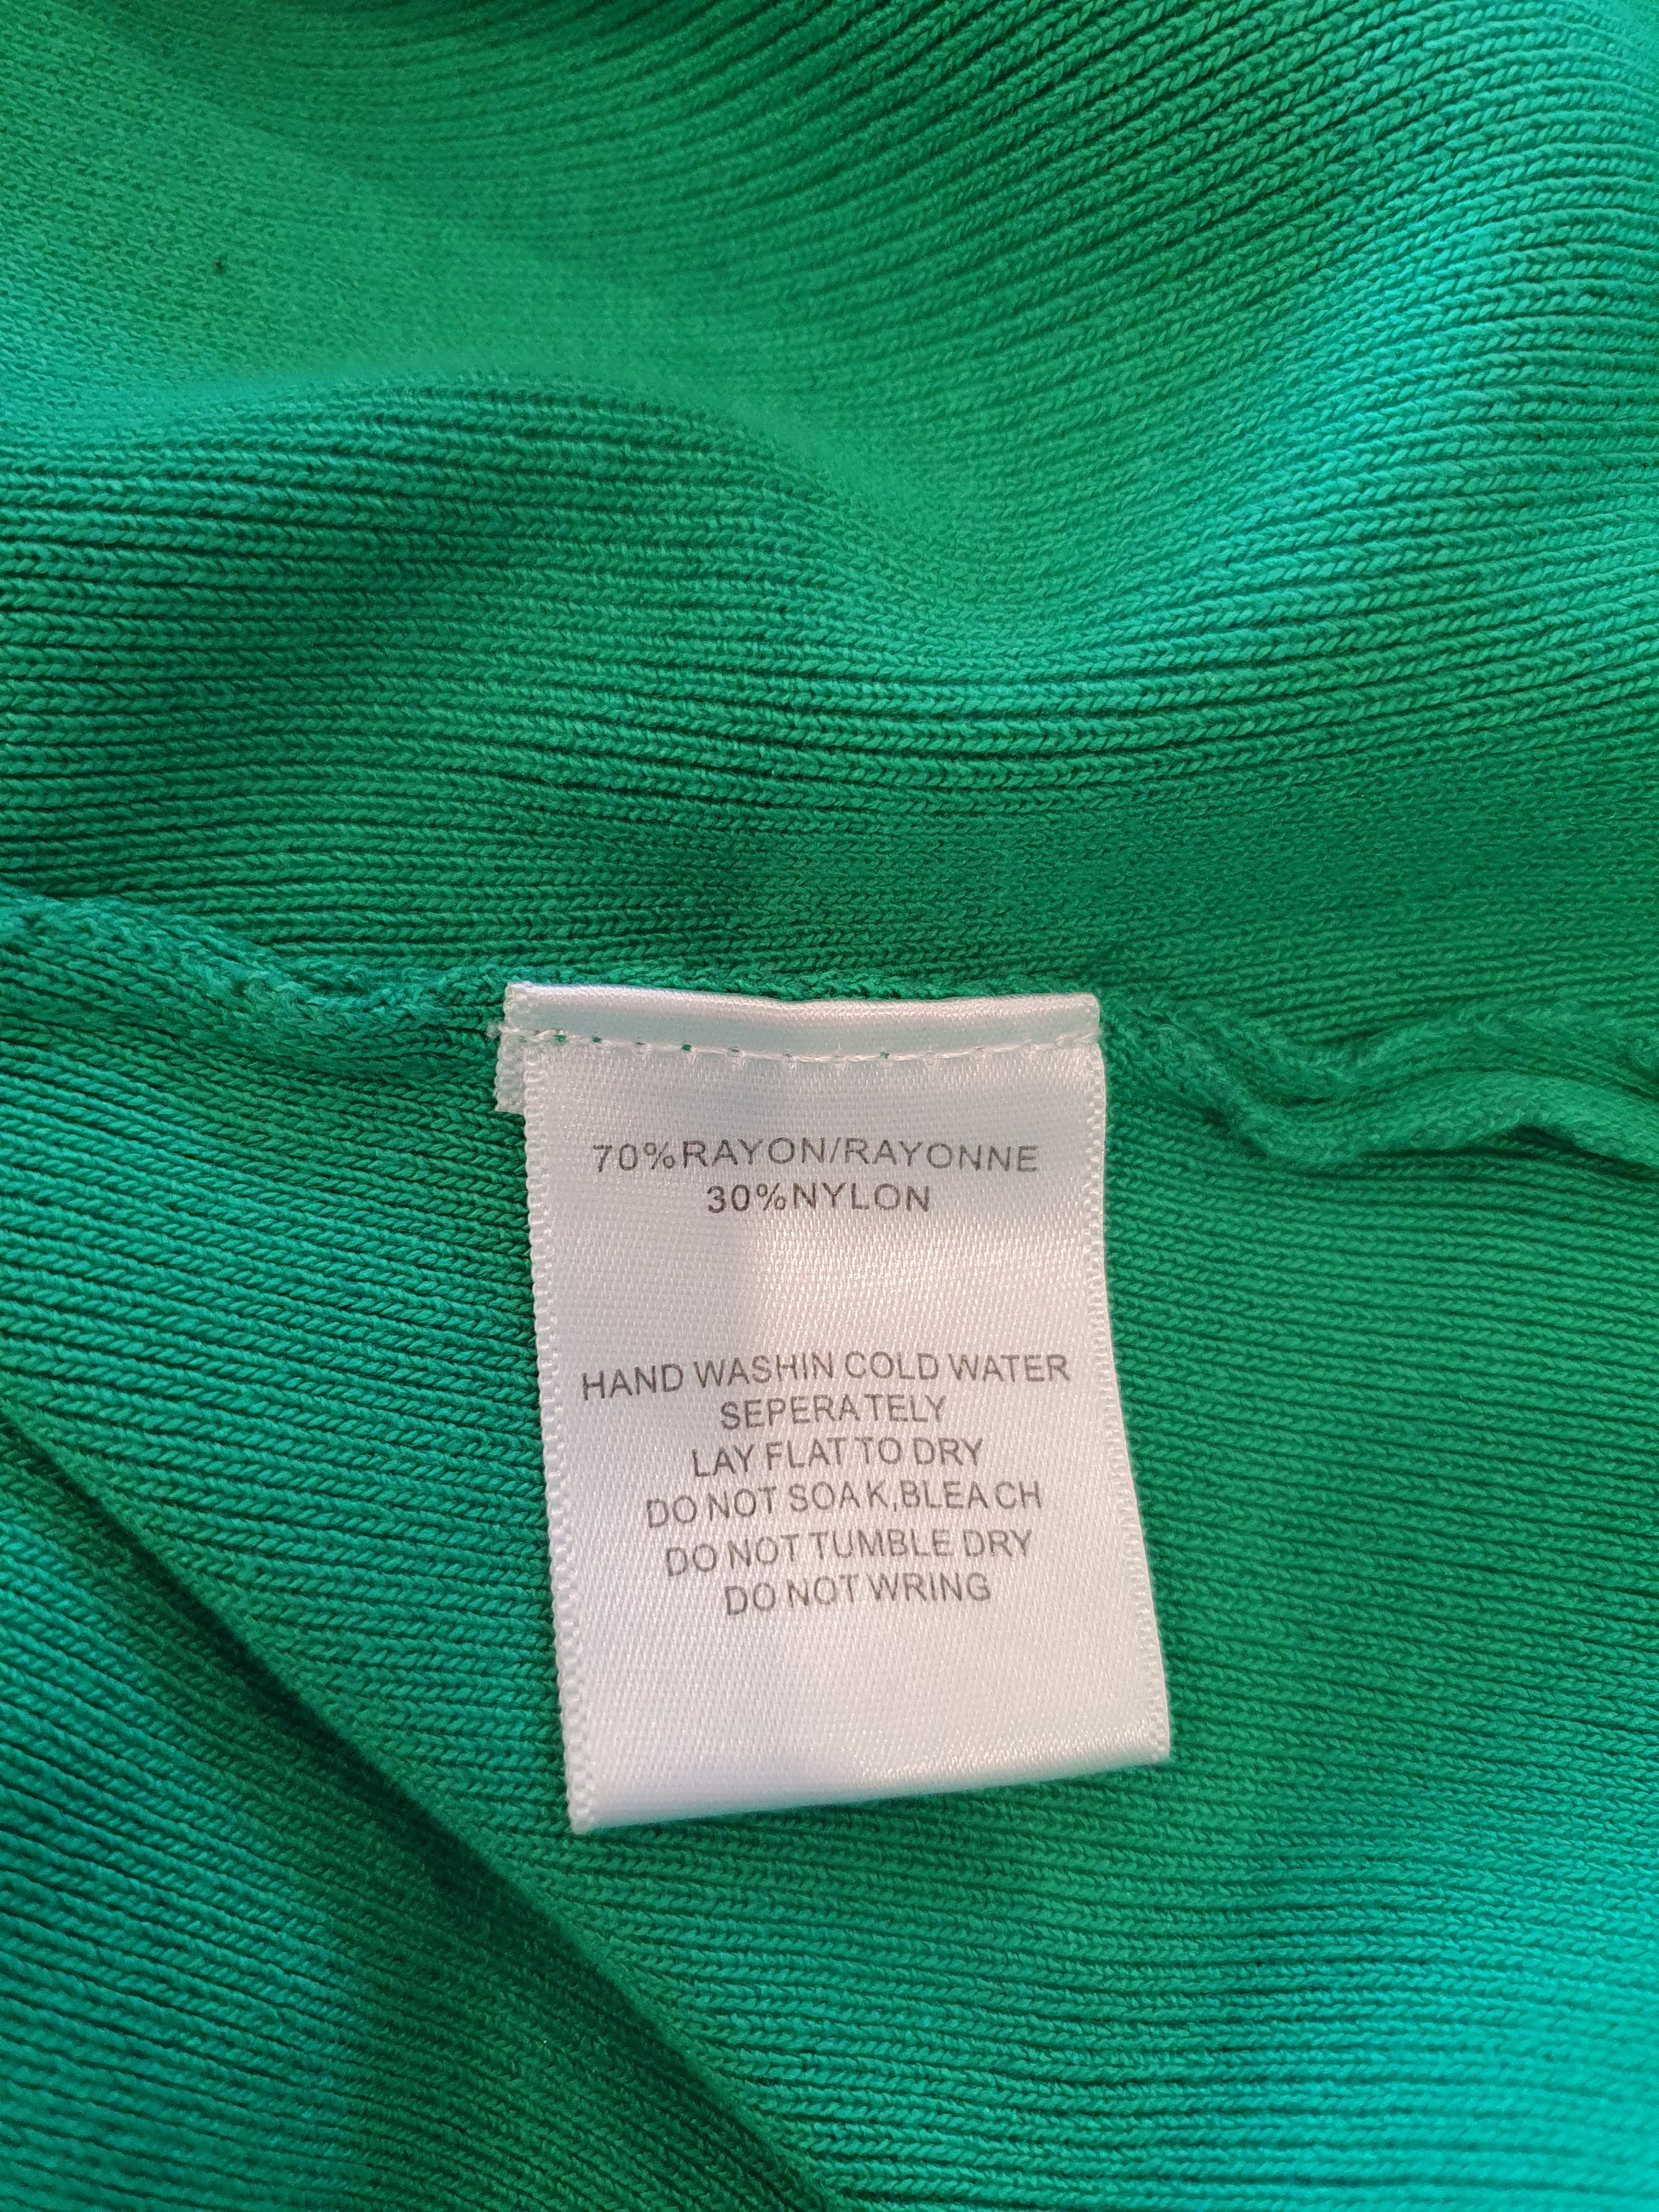 70%RAYON/RAYONNE
30%NYLON
HAND WASHIN COLD WATER
SEPERATELY
LAY FLAT TO DRY
DO NOT SOAK,BLEACH
DO NOT TUMBLE DRY
DO NOT WRING